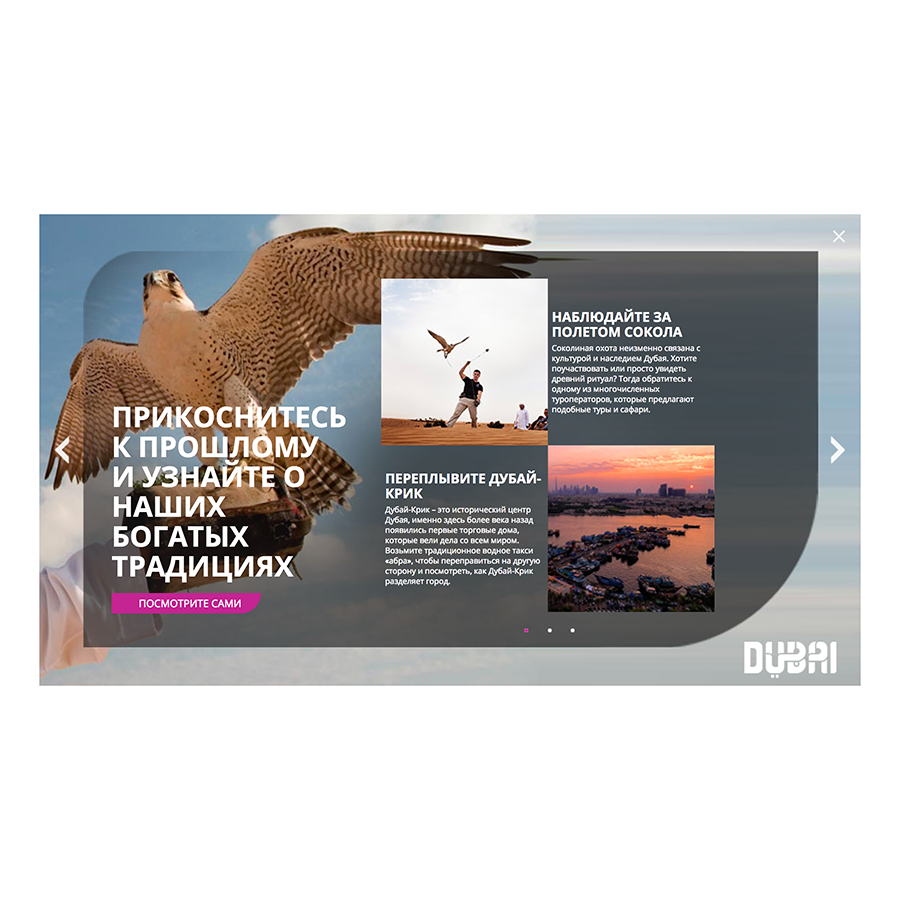 ПРИКОСНИТЕСЬ
К ПРОШЛОМУ
И УЗНАЙТЕ О
НАШИХ
БОГАТЫХ
ТРАДИЦИЯХ
ПОСМОТРИТЕ САМИ
НАБЛЮДАЙТЕ ЗА
ПОЛЕТОМ СОКОЛА
Соколиная охота неизменно связана с
культурой и наследием Дубая. Хотите
поучаствовать или просто увидеть
древний ритуал? Тогда обратитесь к
одному из многочисленных
туроператоров, которые предлагают
подобные туры и сафари.
ПЕРЕПЛЫВИТЕ ДУБАЙ-
КРИК
Дубай-Крик – это исторический центр
Дубая, именно здесь более века назад
появились первые торговые дома,
которые вели дела со всем миром.
Возьмите традиционное водное такси
«абра», чтобы переправиться на другую
сторону и посмотреть, как Дубай-Крик
разделяет город.
DUBAI